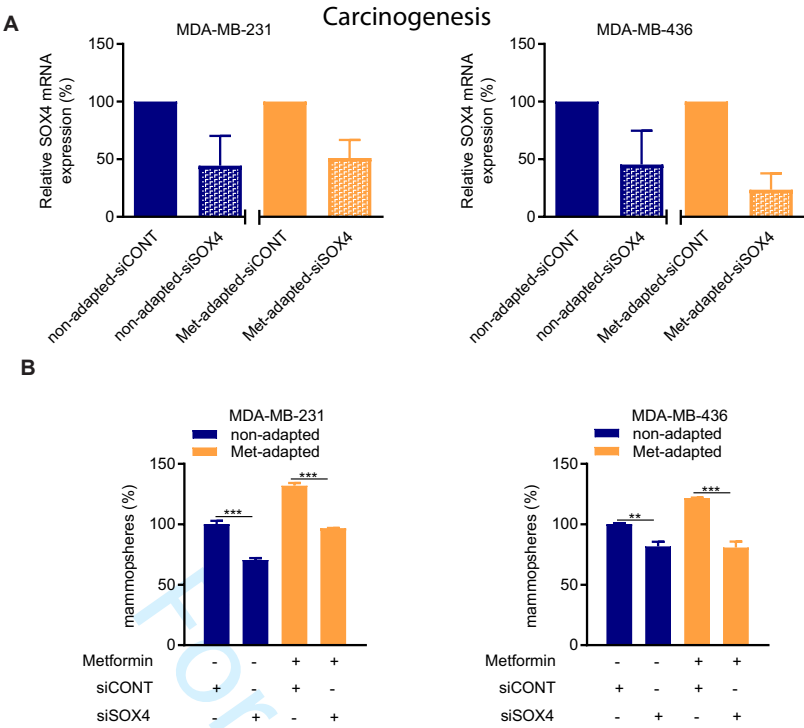 Carcinogenesis
A
MDA-MB-231
Relative SOX4 mRNA
expression (%)
150
100
50
0
non-adapted-siCONT
non-adapted-siSOX4
Met-adapted-siCONT
Met-adapted-siSOX4
MDA-MB-436
Relative SOX4 mRNA
expression (%)
150
100
50
0
non-adapted-siCONT
non-adapted-siSOX4
Met-adapted-siCONT
Met-adapted-siSOX4
B
MDA-MB-231
non-adapted
Met-adapted
mammopsheres (%)
150
100
50
0
*** ***
Metformin - - + +
siCONT + - + -
siSOX4 - + - +
MDA-MB-436
non-adapted
Met-adapted
mammopsheres (%)
150
100
50
0
** ***
Metformin - - + +
siCONT + - + -
siSOX4 - + - +
For